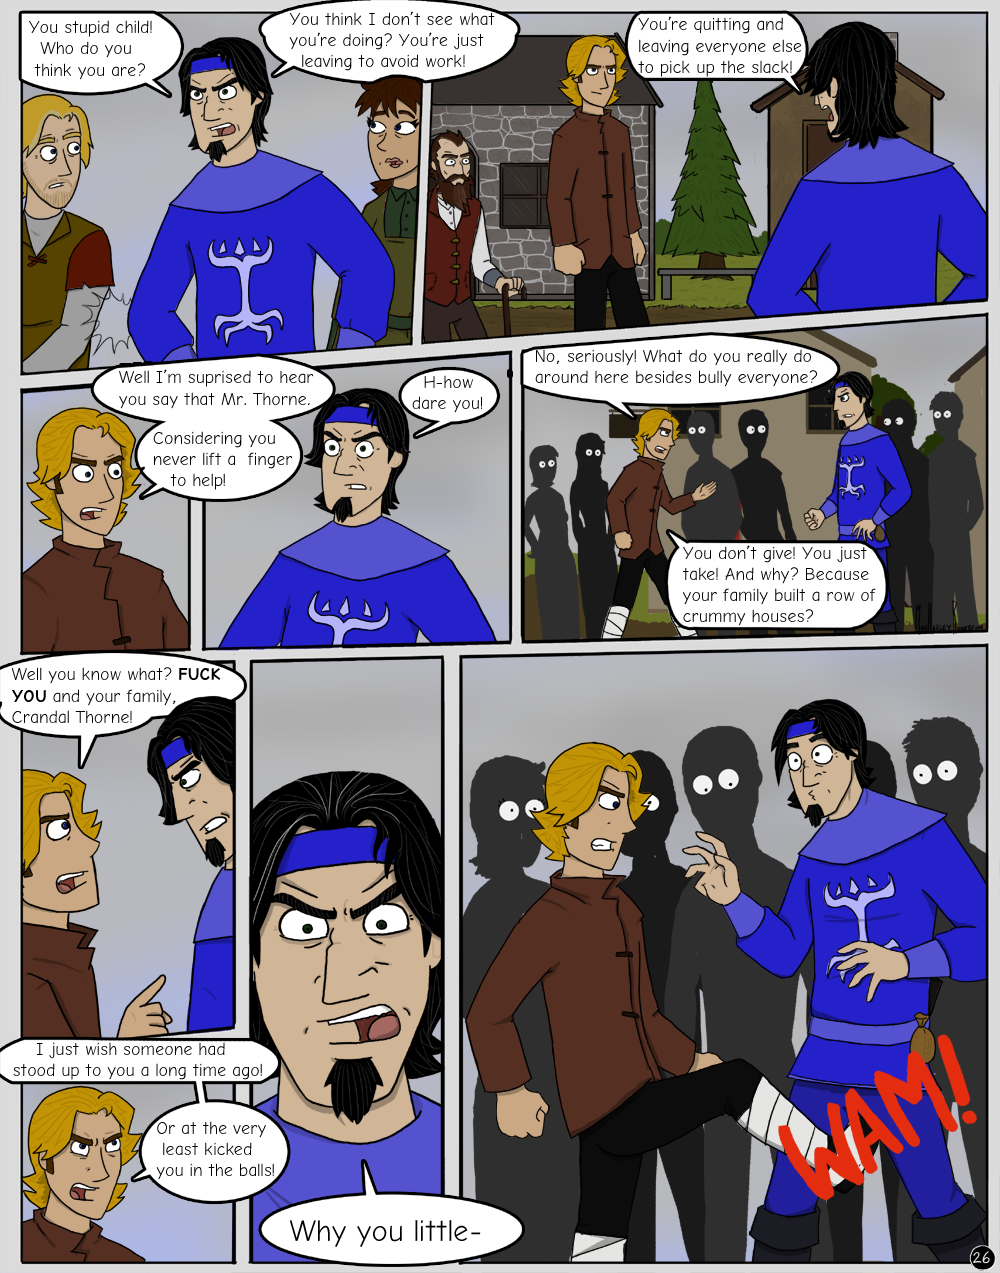 You stupid child!
Who do you
think you are?
You think I don't see what
you're doing? You're just
leaving to avoid work!
You're quitting and
leaving everyone else
to pick up the slack!
Well I'm suprised to hear
you say that Mr. Thorne.
Considering you
never lift a finger
to help!
H-how
dare you!
No, seriously! What do you really do
around here besides bully everyone?
You don't give! You just
take! And why? Because
your family built a row of
crummy houses?
Well you know what? FUCK
YOU and your family,
Crandal Thorne!
I just wish someone had
stood up to you a long time ago!
Or at the very
least kicked
you in the balls!
Why you little-
WAM!
26